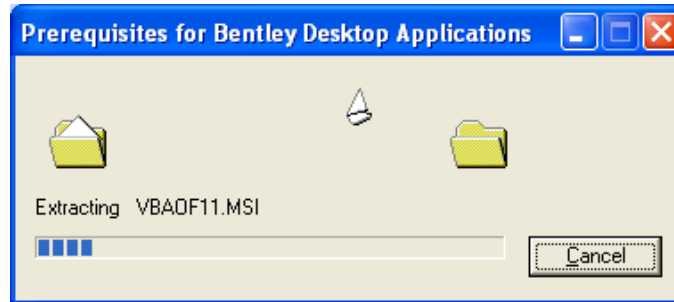 Prerequisites for Bentley Desktop Applications
Extracting VBAOF11.MSI
Cancel